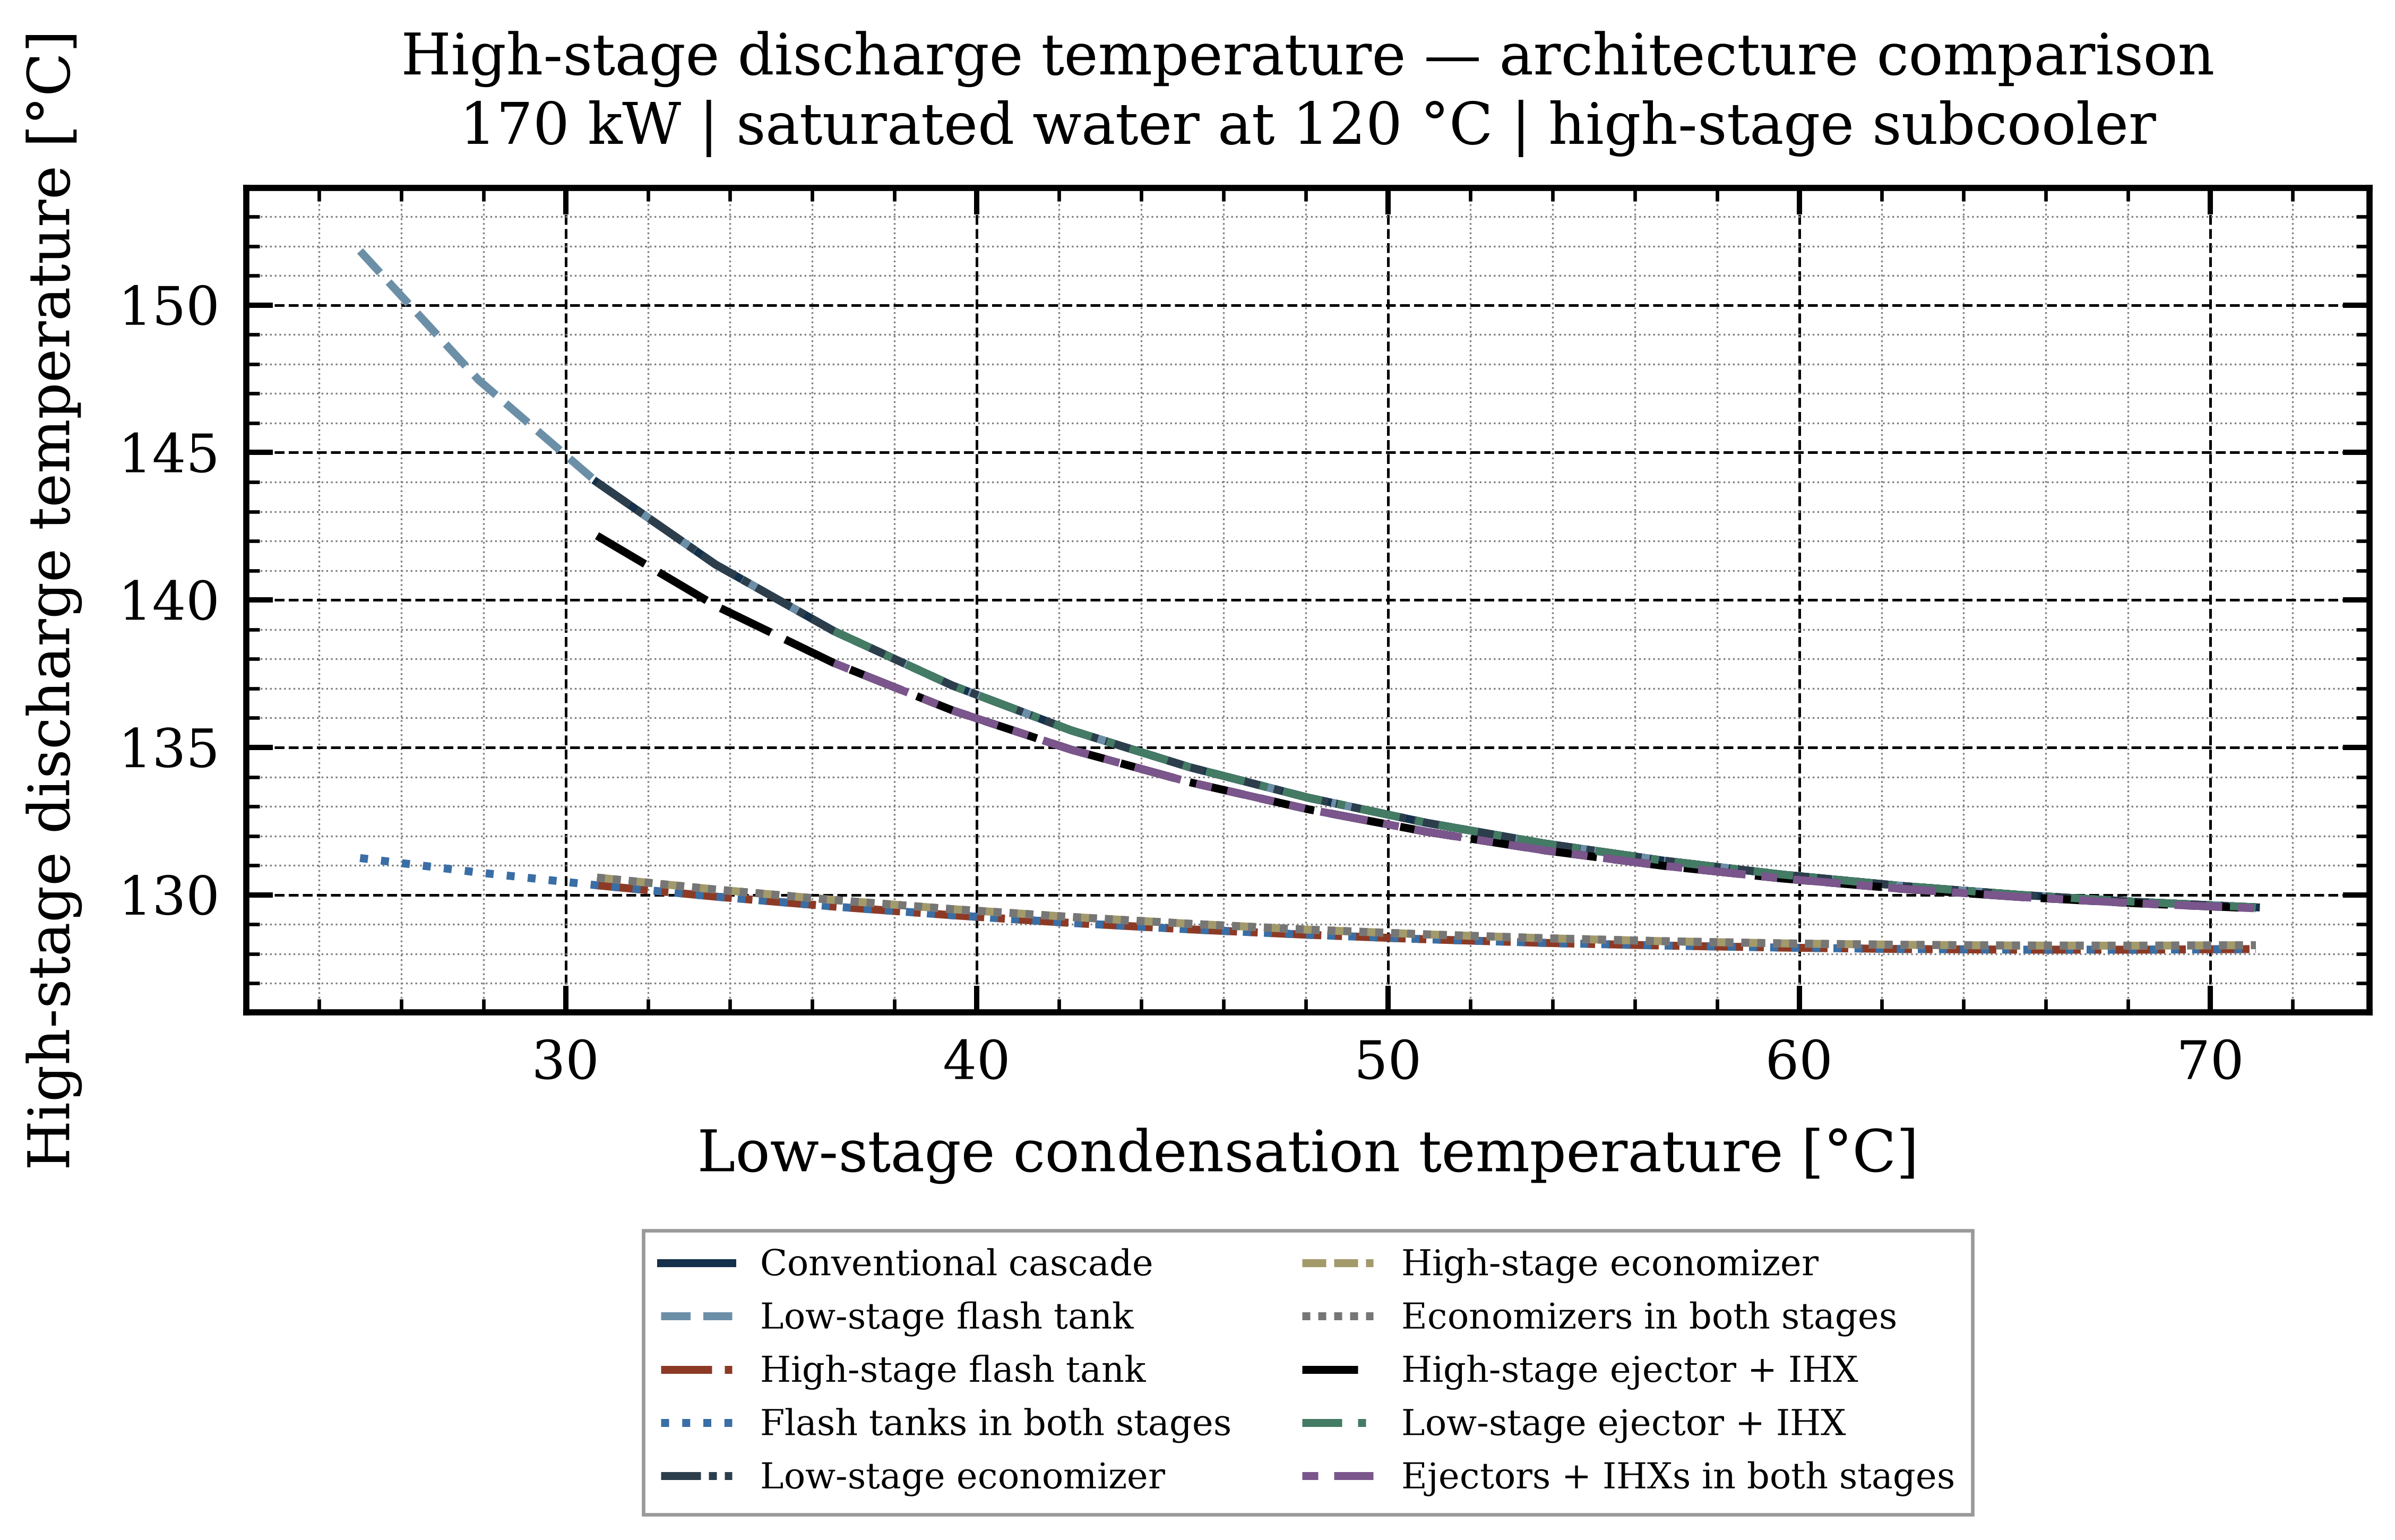 High-stage discharge temperature — architecture comparison
170 kW | saturated water at 120 °C | high-stage subcooler
High-stage discharge temperature [°C]
150
145
140
135
130
30 40 50 60 70
Low-stage condensation temperature [°C]
Conventional cascade
Low-stage flash tank
High-stage flash tank
Flash tanks in both stages
Low-stage economizer
High-stage economizer
Economizers in both stages
High-stage ejector + IHX
Low-stage ejector + IHX
Ejectors + IHXs in both stages